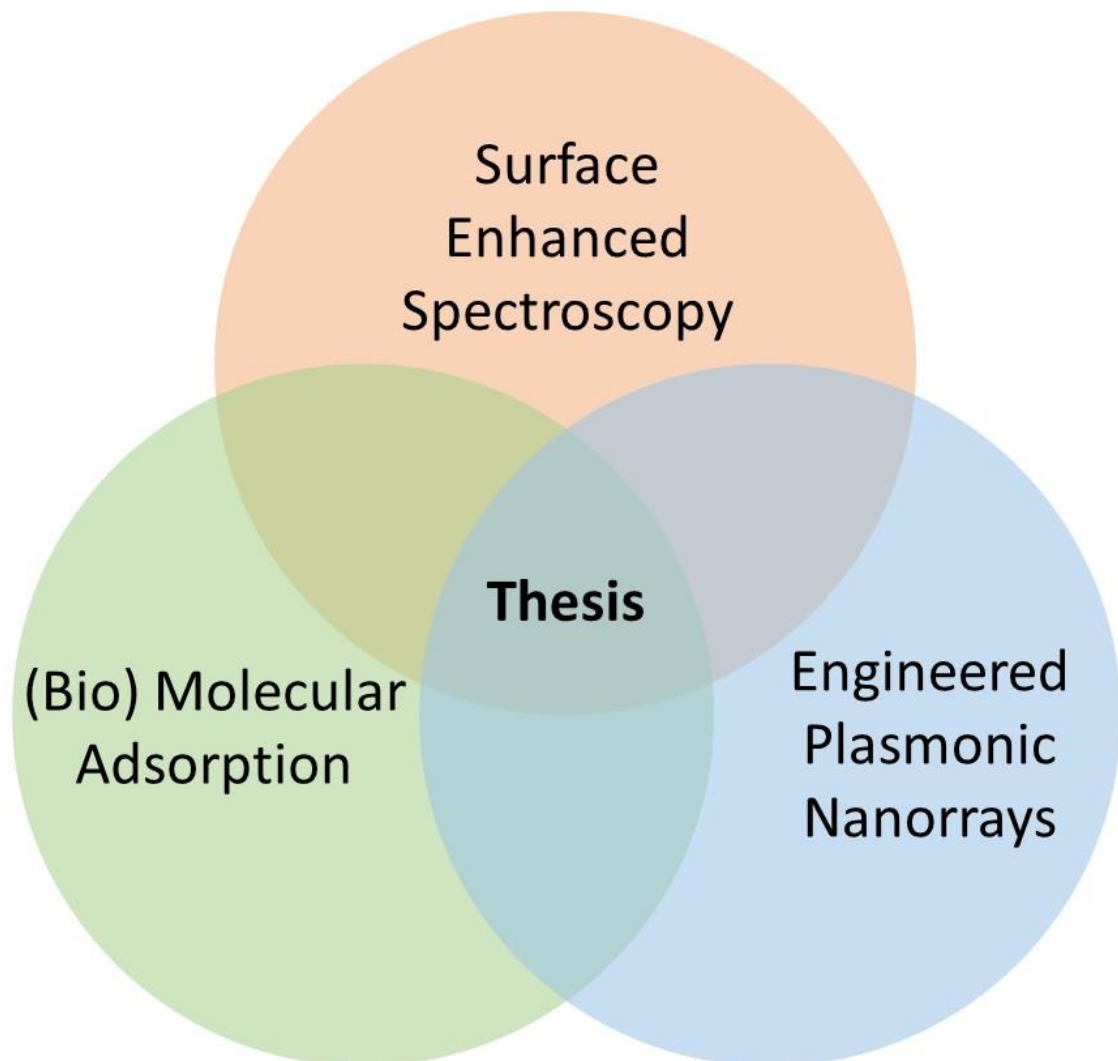 Surface
Enhanced
Spectroscopy
Thesis
(Bio) Molecular
Adsorption
Engineered
Plasmonic
Nanorrays